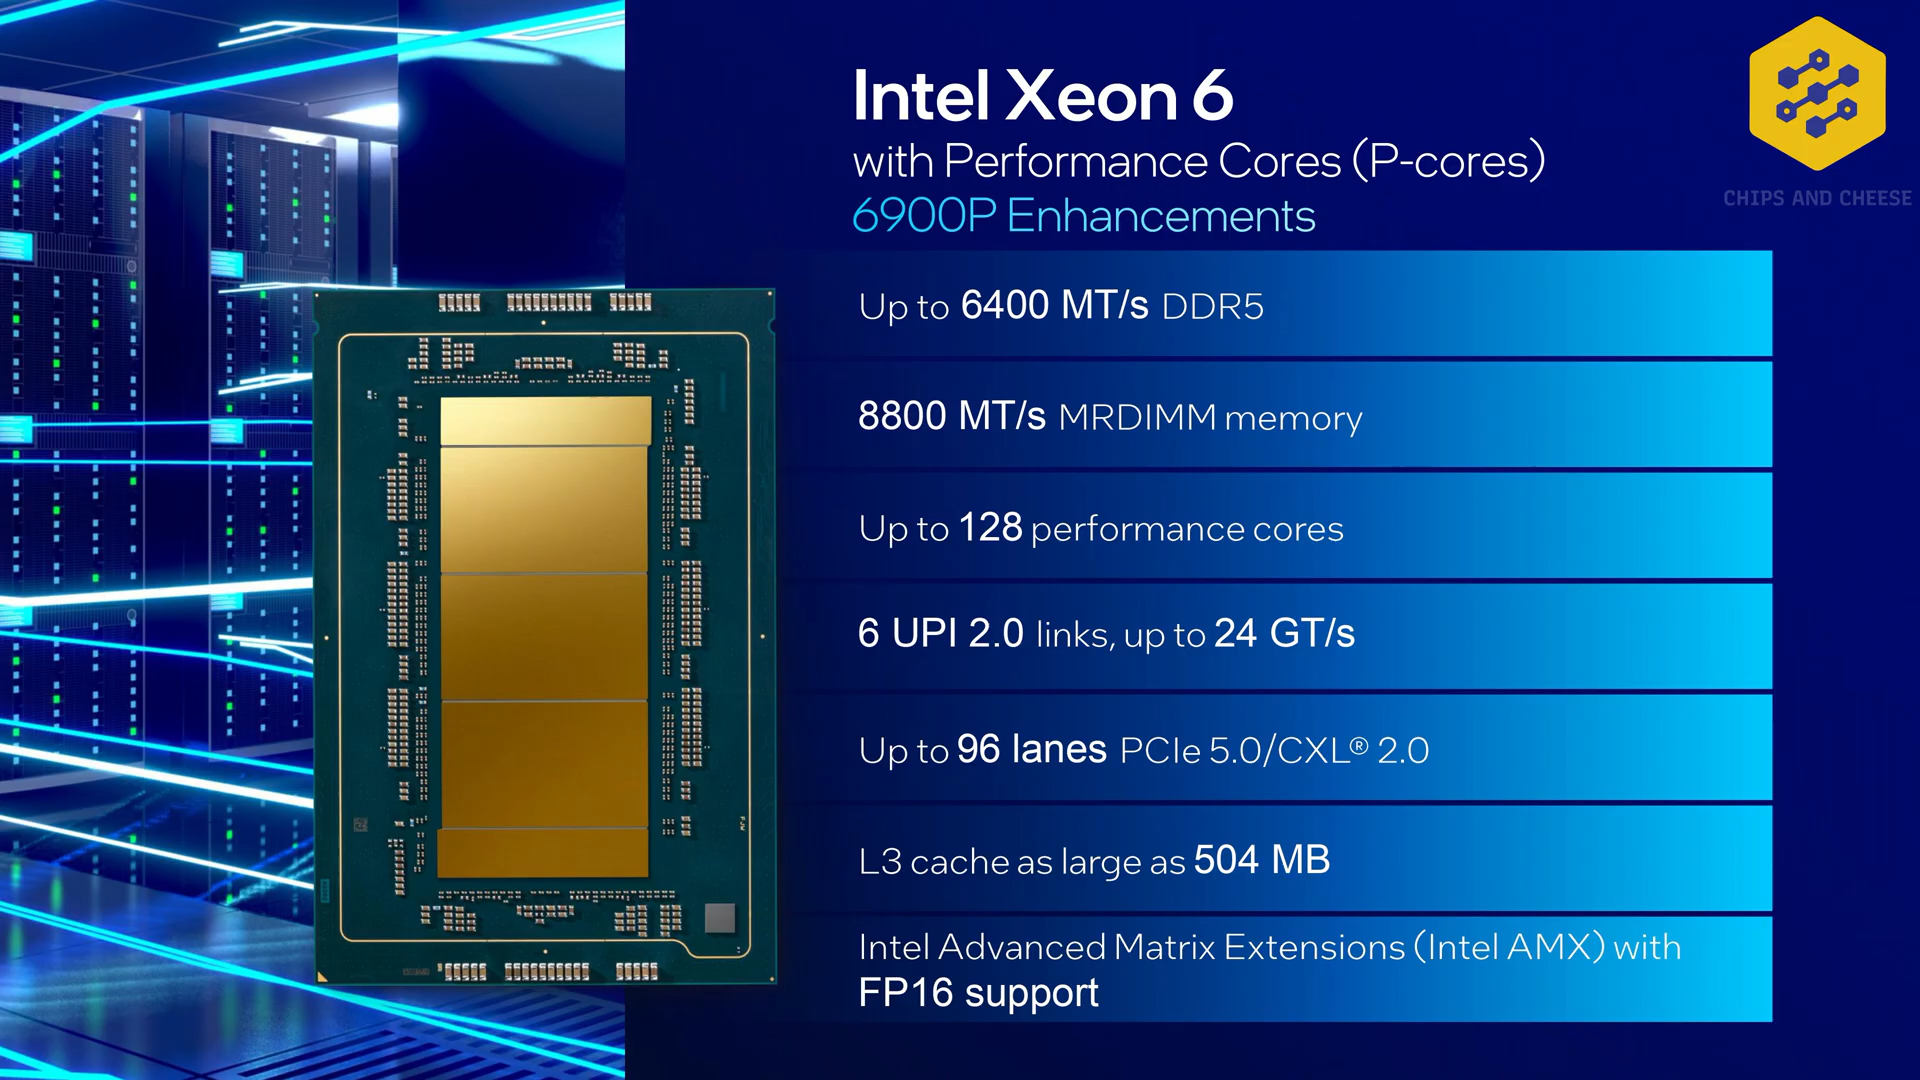 Intel Xeon 6
with Performance Cores (P-cores)
6900P Enhancements
CHIPS AND CHEESE
Up to 6400 MT/s DDR5
8800 MT/s MRDIMM memory
Up to 128 performance cores
6 UPI 2.0 links, up to 24 GT/s
Up to 96 lanes PCIe 5.0/CXL® 2.0
L3 cache as large as 504 MB
Intel Advanced Matrix Extensions (Intel AMX) with
FP16 support